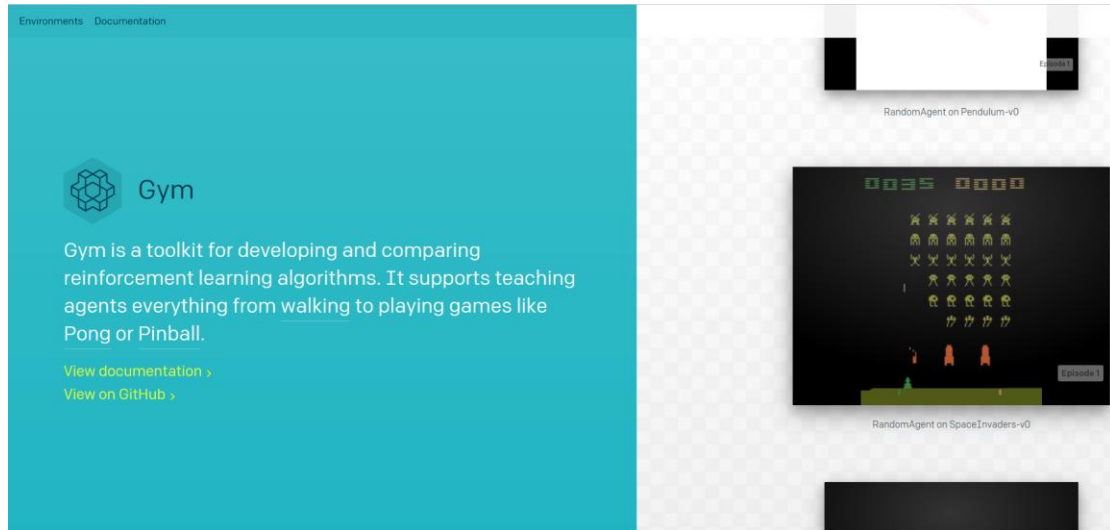 Environments Documentation
Gym
Gym is a toolkit for developing and comparing
reinforcement learning algorithms. It supports teaching
agents everything from walking to playing games like
Pong or Pinball.
View documentation ›
View on GitHub ›
Episode 1
RandomAgent on Pendulum-v0
0035 0000
Episode 1
RandomAgent on SpaceInvaders-v0